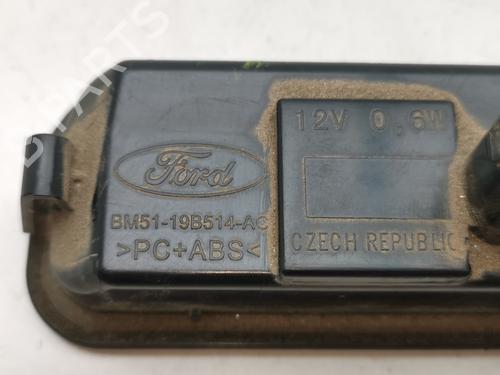 Ford
BM51-19B514-AC
>PC+ABS<
12V 0,6W
CZECH REPUBLIC